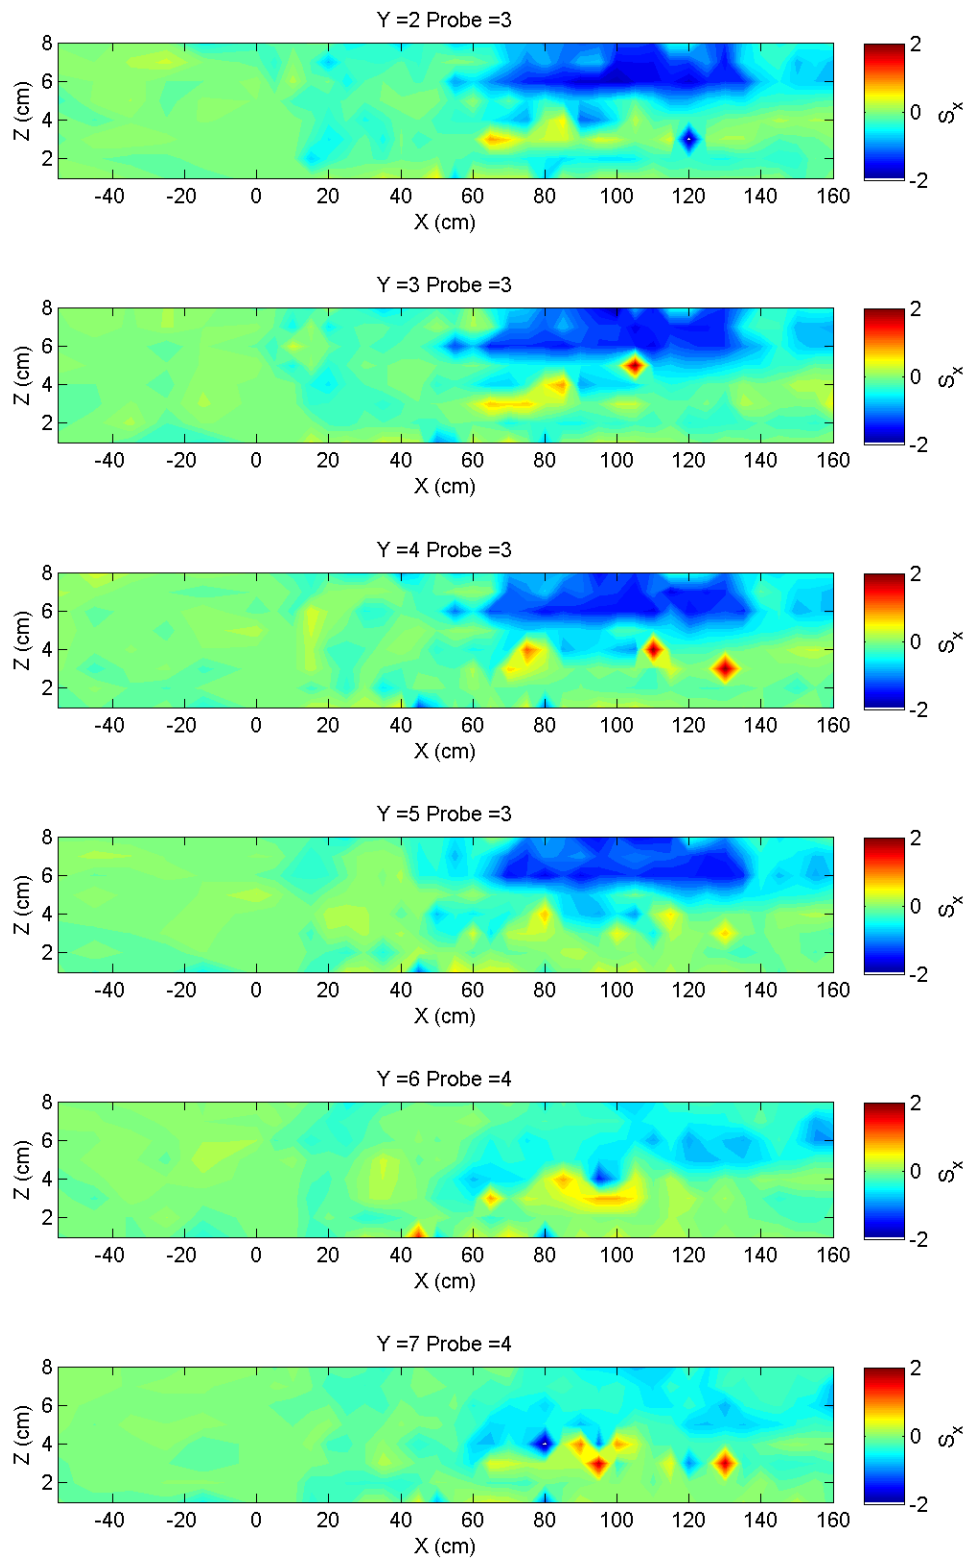 Y =2 Probe =3
8
6
4
2
Z (cm)
-40 -20 0 20 40 60 80 100 120 140 160
X (cm)
2
0
-2
Sx
Y =3 Probe =3
8
6
4
2
Z (cm)
-40 -20 0 20 40 60 80 100 120 140 160
X (cm)
2
0
-2
Sx
Y =4 Probe =3
8
6
4
2
Z (cm)
-40 -20 0 20 40 60 80 100 120 140 160
X (cm)
2
0
-2
Sx
Y =5 Probe =3
8
6
4
2
Z (cm)
-40 -20 0 20 40 60 80 100 120 140 160
X (cm)
2
0
-2
Sx
Y =6 Probe =4
8
6
4
2
Z (cm)
-40 -20 0 20 40 60 80 100 120 140 160
X (cm)
2
0
-2
Sx
Y =7 Probe =4
8
6
4
2
Z (cm)
-40 -20 0 20 40 60 80 100 120 140 160
X (cm)
2
0
-2
Sx